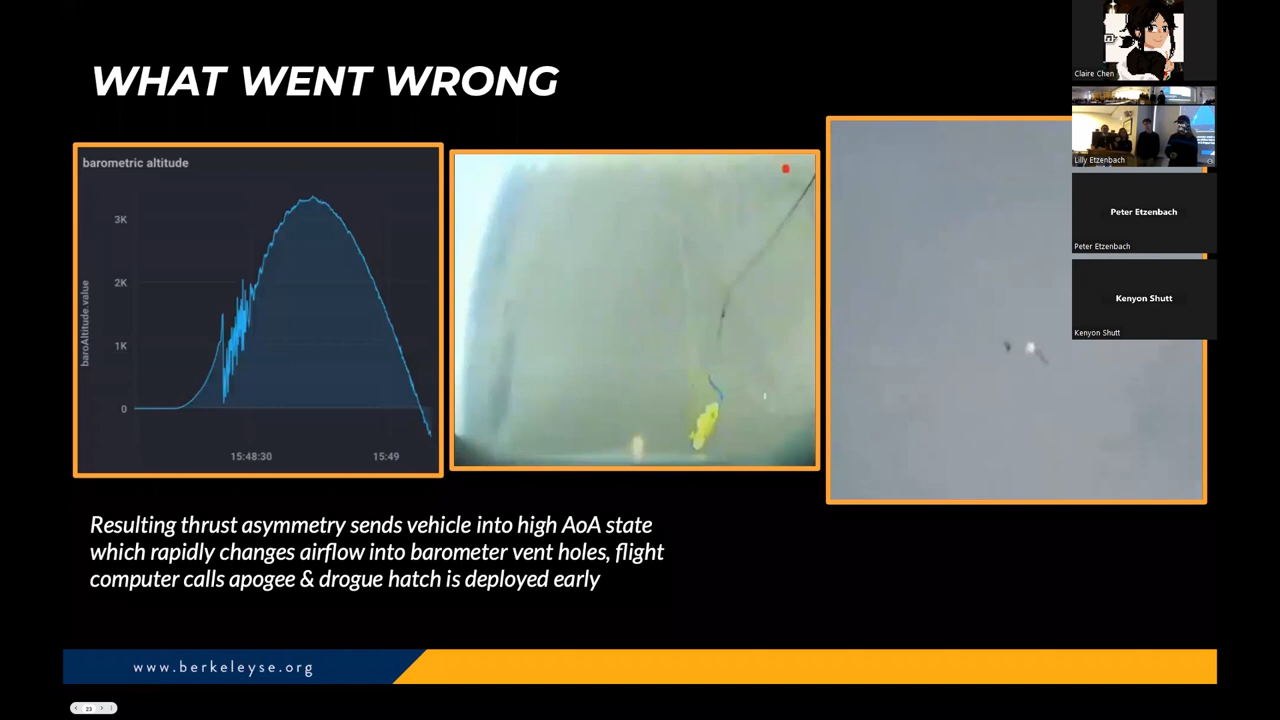 WHAT WENT WRONG
barometric altitude
baroAltitude.value
3K
2K
1K
0
15:48:30
15:49
Resulting thrust asymmetry sends vehicle into high AoA state
which rapidly changes airflow into barometer vent holes, flight
computer calls apogee & drogue hatch is deployed early
www.berkeleyse.org
23
Claire Chen
Lilly Etzenbach
Peter Etzenbach
Peter Etzenbach
Kenyon Shutt
Kenyon Shutt